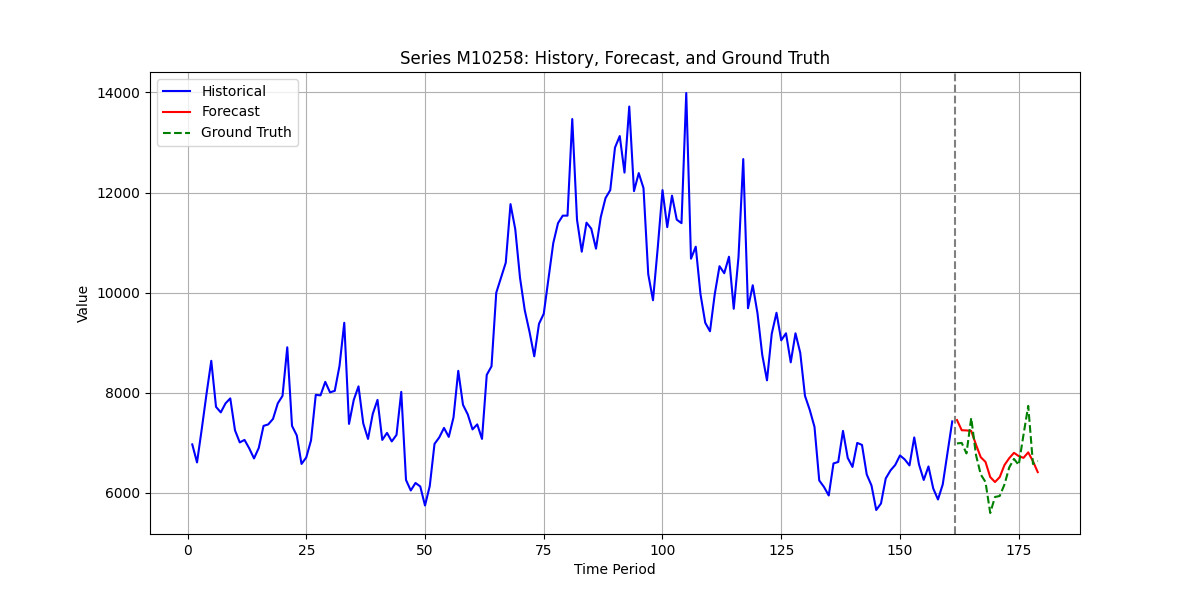 Series M10258: History, Forecast, and Ground Truth
Historical
Forecast
Ground Truth
14000
12000
10000
8000
6000
Value
0 25 50 75 100 125 150 175
Time Period